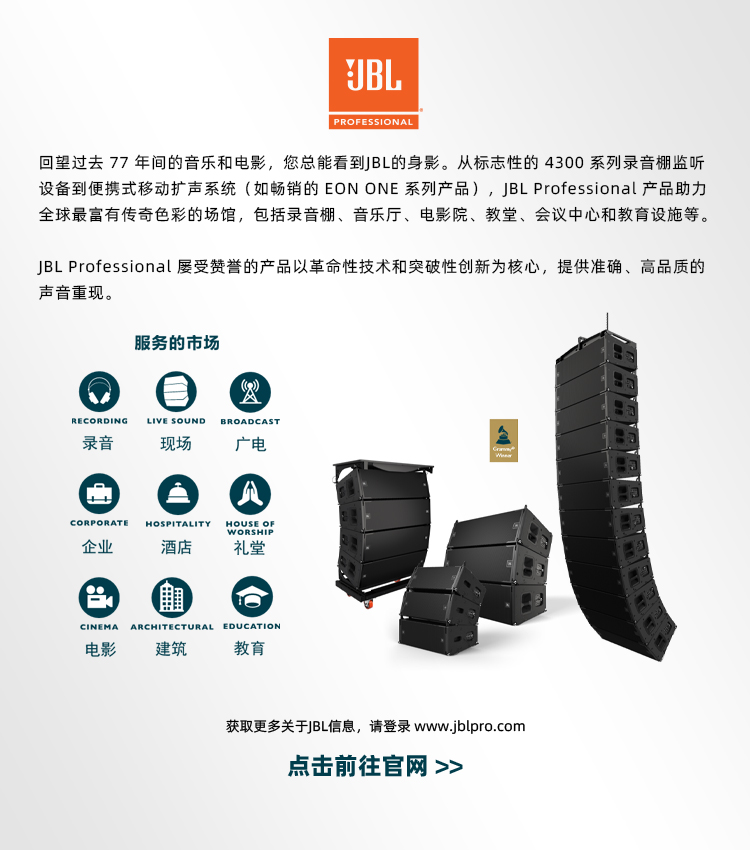 JBL
PROFESSIONAL
回望过去 77 年间的音乐和电影，您总能看到JBL的身影。从标志性的 4300 系列录音棚监听
设备到便携式移动扩声系统（如畅销的 EON ONE 系列产品），JBL Professional 产品助力
全球最富有传奇色彩的场馆，包括录音棚、音乐厅、电影院、教堂、会议中心和教育设施等。
JBL Professional 屡受赞誉的产品以革命性技术和突破性创新为核心，提供准确、高品质的
声音重现。
服务的市场
RECORDING
录音
LIVE SOUND
现场
BROADCAST
广电
CORPORATE
企业
HOSPITALITY
酒店
HOUSE OF
WORSHIP
礼堂
CINEMA
电影
ARCHITECTURAL
建筑
EDUCATION
教育
Grammy®
Winner
获取更多关于JBL信息，请登录 www.jblpro.com
点击前往官网 >>